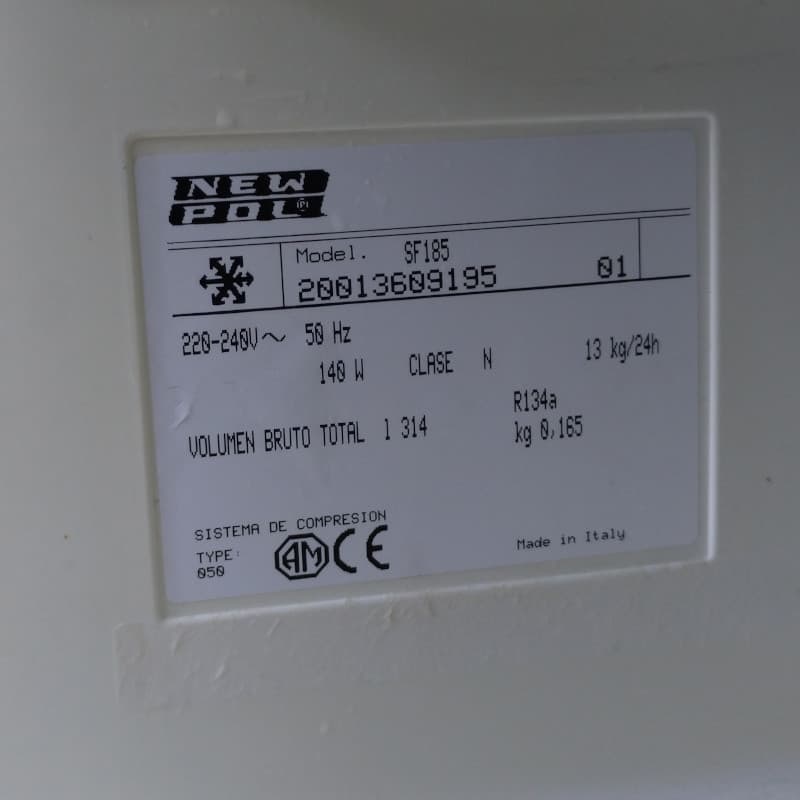 NEW
POL
Model. SF185
20013609195 01
220-240V~ 50 Hz
140 W CLASE N 13 kg/24h
R134a
VOLUMEN BRUTO TOTAL l 314 kg 0,165
SISTEMA DE COMPRESION
TYPE:
050
AM CE
Made in Italy